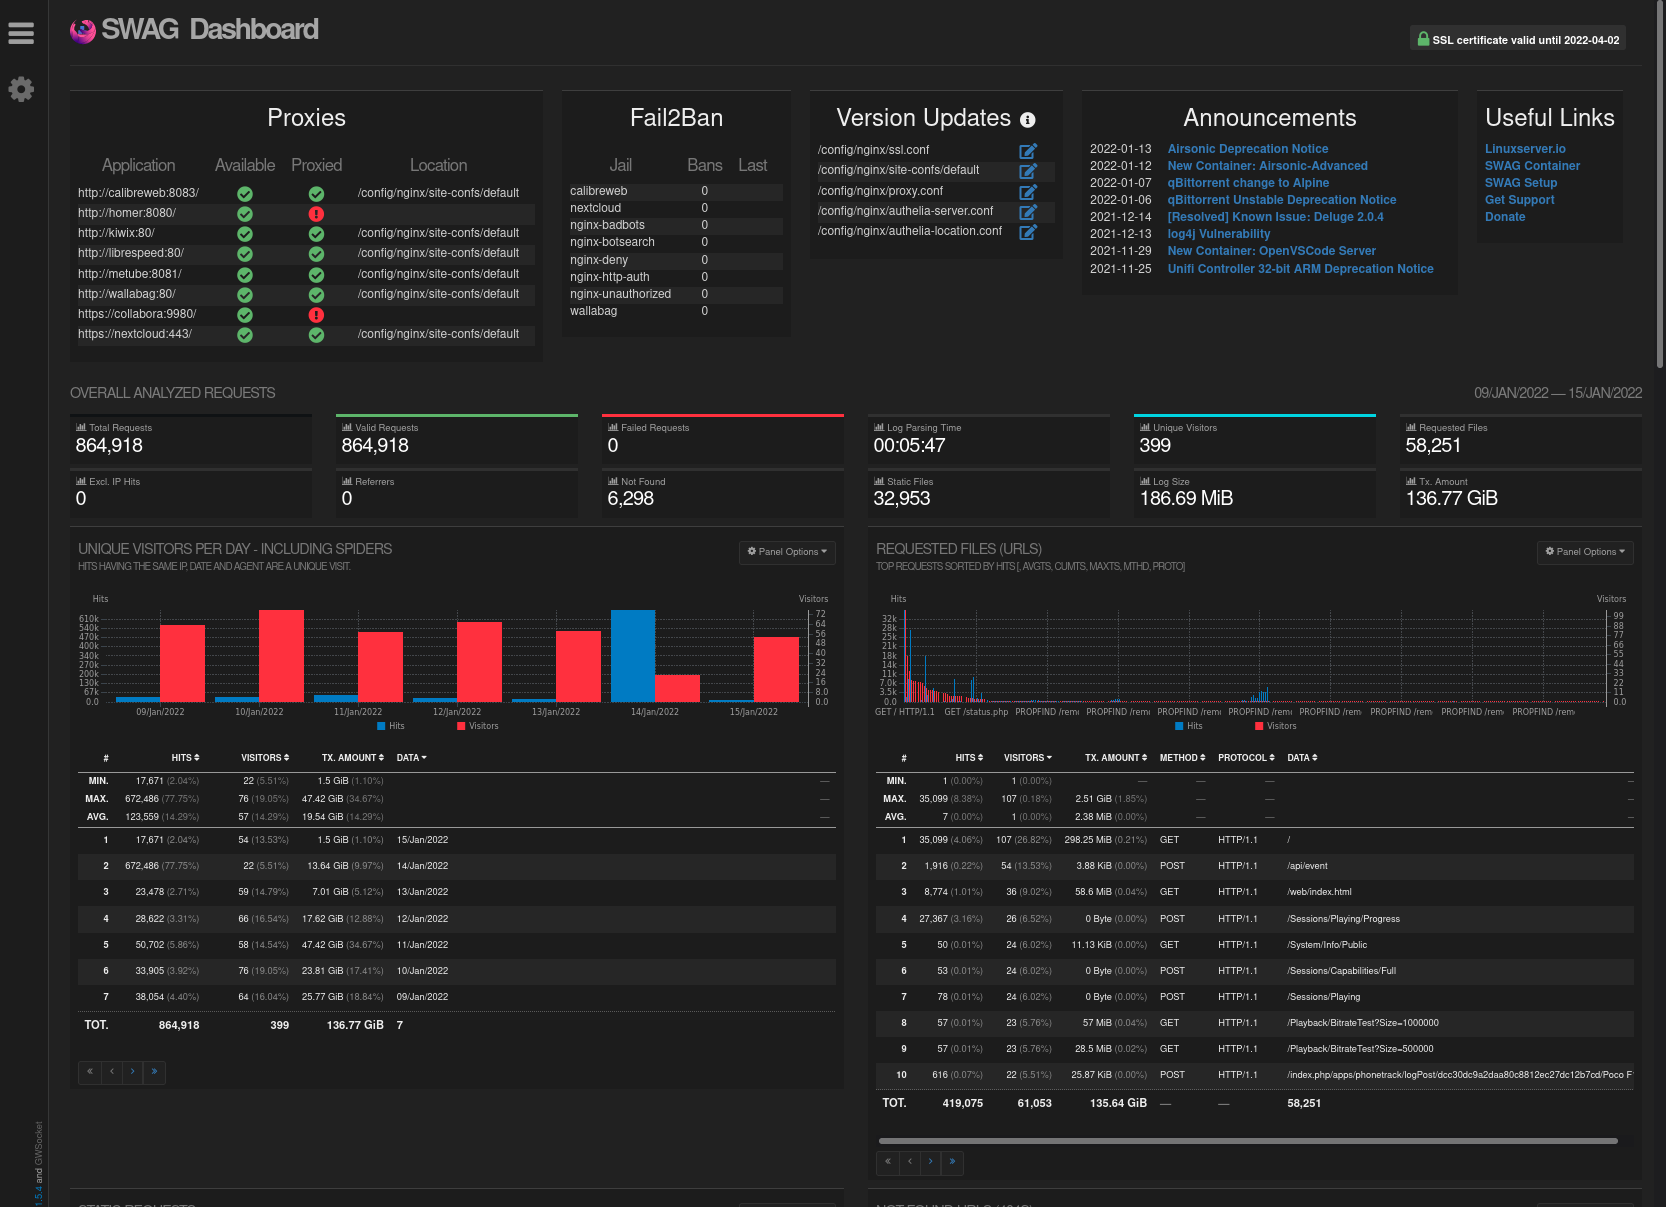 SWAG Dashboard
SSL certificate valid until 2022-04-02
Proxies
Application Available Proxied Location
http://calibreweb:8083/ /config/nginx/site-confs/default
http://homer:8080/
http://kiwix:80/ /config/nginx/site-confs/default
http://librespeed:80/ /config/nginx/site-confs/default
http://metube:8081/ /config/nginx/site-confs/default
http://wallabag:80/ /config/nginx/site-confs/default
https://collabora:9980/
https://nextcloud:443/ /config/nginx/site-confs/default
Fail2Ban
Jail Bans Last
calibreweb 0
nextcloud 0
nginx-badbots 0
nginx-botsearch 0
nginx-deny 0
nginx-http-auth 0
nginx-unauthorized 0
wallabag 0
Version Updates
/config/nginx/ssl.conf
/config/nginx/site-confs/default
/config/nginx/proxy.conf
/config/nginx/authelia-server.conf
/config/nginx/authelia-location.conf
Announcements
2022-01-13 Airsonic Deprecation Notice
2022-01-12 New Container: Airsonic-Advanced
2022-01-07 qBittorrent change to Alpine
2022-01-06 qBittorrent Unstable Deprecation Notice
2021-12-14 [Resolved] Known Issue: Deluge 2.0.4
2021-12-13 log4j Vulnerability
2021-11-29 New Container: OpenVSCode Server
2021-11-25 Unifi Controller 32-bit ARM Deprecation Notice
Useful Links
Linuxserver.io
SWAG Container
SWAG Setup
Get Support
Donate
OVERALL ANALYZED REQUESTS 09/JAN/2022 — 15/JAN/2022
Total Requests
864,918
Valid Requests
864,918
Failed Requests
0
Log Parsing Time
00:05:47
Unique Visitors
399
Requested Files
58,251
Excl. IP Hits
0
Referrers
0
Not Found
6,298
Static Files
32,953
Log Size
186.69 MiB
Tx. Amount
136.77 GiB
UNIQUE VISITORS PER DAY - INCLUDING SPIDERS
Panel Options
HITS HAVING THE SAME IP, DATE AND AGENT ARE A UNIQUE VISIT.
Hits Visitors
610k 72
540k 64
470k 56
400k 48
340k 40
270k 32
200k 24
130k 16
67k 8.0
0.0 0.0
09/Jan/2022 10/Jan/2022 11/Jan/2022 12/Jan/2022 13/Jan/2022 14/Jan/2022 15/Jan/2022
Hits Visitors
# HITS VISITORS TX. AMOUNT DATA
MIN. 17,671 (2.04%) 22 (5.51%) 1.5 GiB (1.10%) —
MAX. 672,486 (77.75%) 76 (19.05%) 47.42 GiB (34.67%) —
AVG. 123,559 (14.29%) 57 (14.29%) 19.54 GiB (14.29%) —
1 17,671 (2.04%) 54 (13.53%) 1.5 GiB (1.10%) 15/Jan/2022
2 672,486 (77.75%) 22 (5.51%) 13.64 GiB (9.97%) 14/Jan/2022
3 23,478 (2.71%) 59 (14.79%) 7.01 GiB (5.12%) 13/Jan/2022
4 28,622 (3.31%) 66 (16.54%) 17.62 GiB (12.88%) 12/Jan/2022
5 50,702 (5.86%) 58 (14.54%) 47.42 GiB (34.67%) 11/Jan/2022
6 33,905 (3.92%) 76 (19.05%) 23.81 GiB (17.41%) 10/Jan/2022
7 38,054 (4.40%) 64 (16.04%) 25.77 GiB (18.84%) 09/Jan/2022
TOT. 864,918 399 136.77 GiB 7
« ‹ › »
REQUESTED FILES (URLS)
Panel Options
TOP REQUESTS SORTED BY HITS [, AVGTS, CUMTS, MAXTS, MTHD, PROTO]
Hits Visitors
32k 99
28k 88
25k 77
21k 66
18k 55
14k 44
11k 33
7.0k 22
3.5k 11
0.0 0.0
GET / HTTP/1.1 GET /status.php PROPFIND /rem PROPFIND /rem PROPFIND /rem PROPFIND /rem PROPFIND /rem PROPFIND /rem PROPFIND /rem PROPFIND /rem
Hits Visitors
# HITS VISITORS TX. AMOUNT METHOD PROTOCOL DATA
MIN. 1 (0.00%) 1 (0.00%) — — — —
MAX. 35,099 (8.38%) 107 (0.18%) 2.51 GiB (1.85%) — — —
AVG. 7 (0.00%) 1 (0.00%) 2.38 MiB (0.00%) — — —
1 35,099 (4.06%) 107 (26.82%) 298.25 MiB (0.21%) GET HTTP/1.1 /
2 1,916 (0.22%) 54 (13.53%) 3.88 KiB (0.00%) POST HTTP/1.1 /api/event
3 8,774 (1.01%) 36 (9.02%) 58.6 MiB (0.04%) GET HTTP/1.1 /web/index.html
4 27,367 (3.16%) 26 (6.52%) 0 Byte (0.00%) POST HTTP/1.1 /Sessions/Playing/Progress
5 50 (0.01%) 24 (6.02%) 11.13 KiB (0.00%) GET HTTP/1.1 /System/Info/Public
6 53 (0.01%) 24 (6.02%) 0 Byte (0.00%) POST HTTP/1.1 /Sessions/Capabilities/Full
7 78 (0.01%) 24 (6.02%) 0 Byte (0.00%) POST HTTP/1.1 /Sessions/Playing
8 57 (0.01%) 23 (5.76%) 57 MiB (0.04%) GET HTTP/1.1 /Playback/BitrateTest?Size=1000000
9 57 (0.01%) 23 (5.76%) 28.5 MiB (0.02%) GET HTTP/1.1 /Playback/BitrateTest?Size=500000
10 616 (0.07%) 22 (5.51%) 25.87 KiB (0.00%) POST HTTP/1.1 /index.php/apps/phonetrack/logPost/dcc30dc9a2daa80c8812ec27dc12b7cd/Poco F
TOT. 419,075 61,053 135.64 GiB — — 58,251
« ‹ › »
1.5.4 and GWSocket